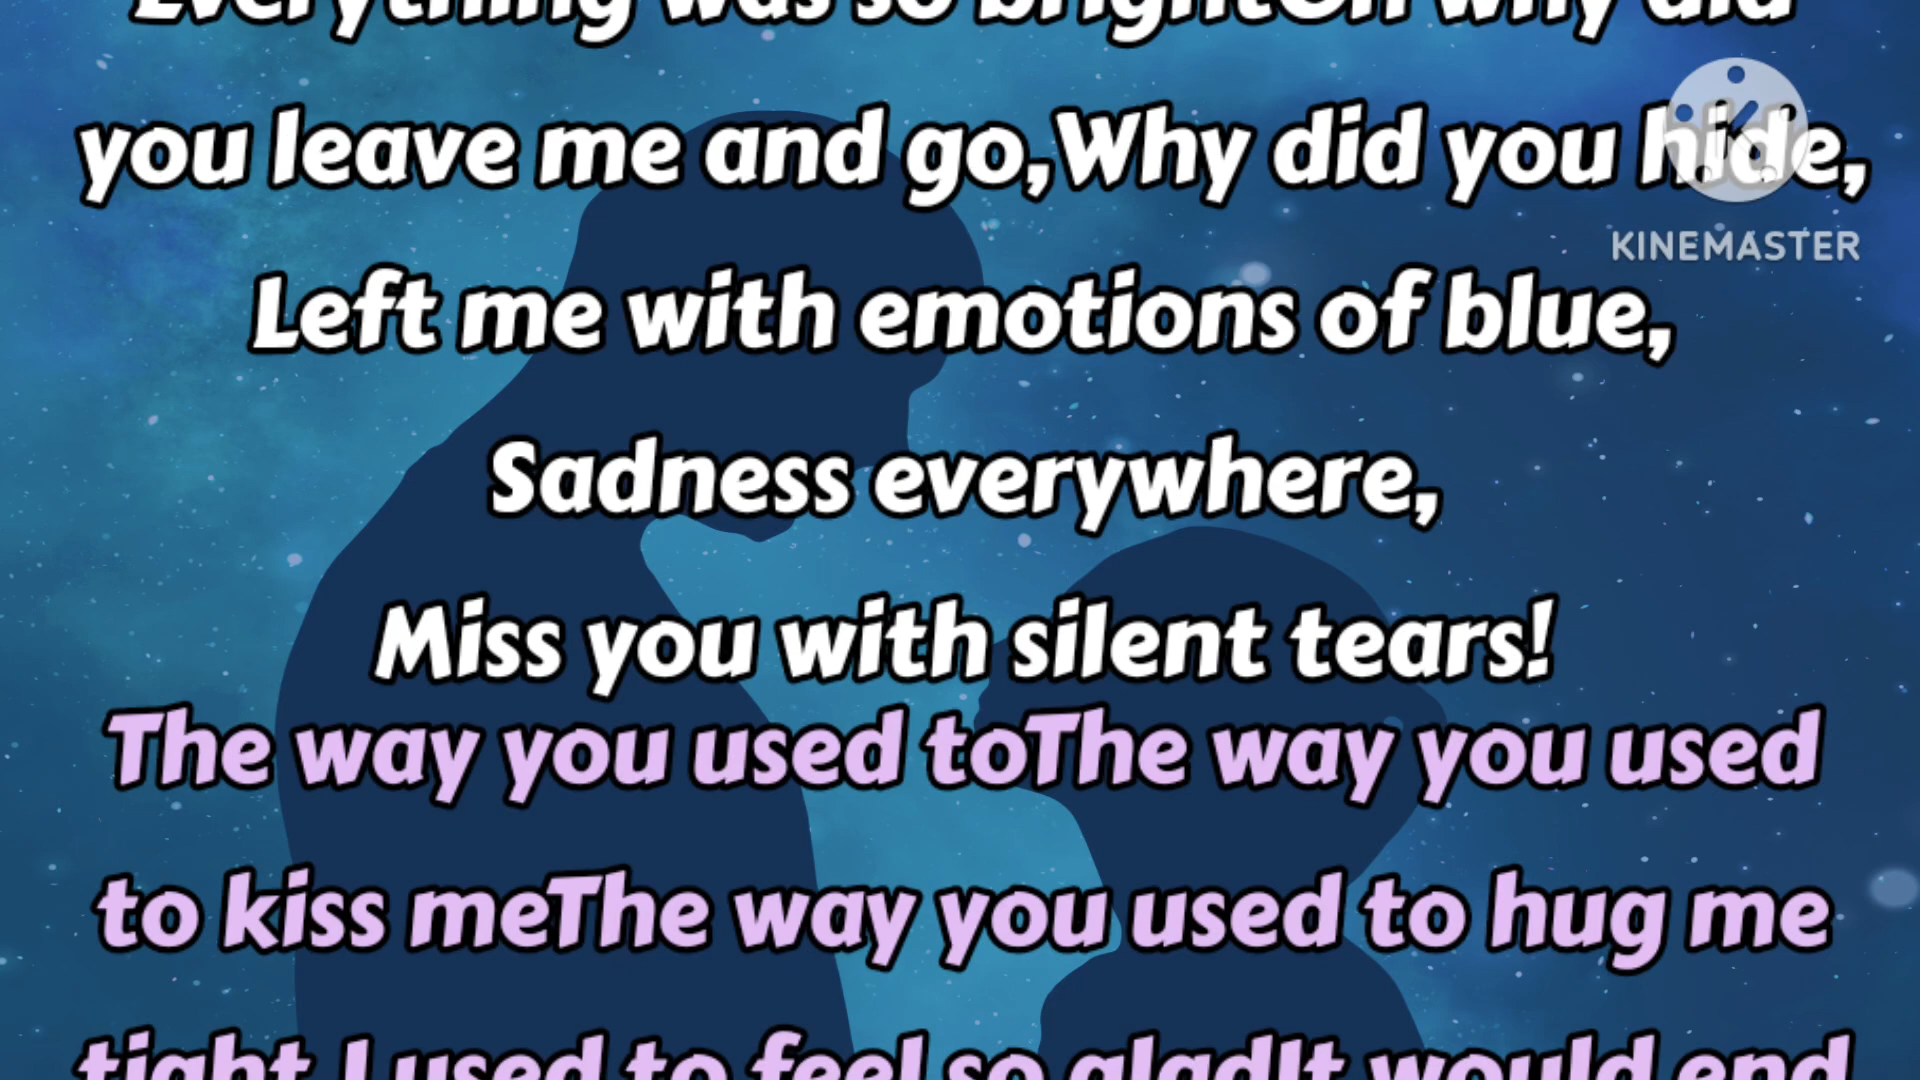 Everything was so brightOh why did
you leave me and go,Why did you hide,
KINEMASTER
Left me with emotions of blue,
Sadness everywhere,
Miss you with silent tears!
The way you used toThe way you used
to kiss meThe way you used to hug me
tight I used to feel so gladIt would end